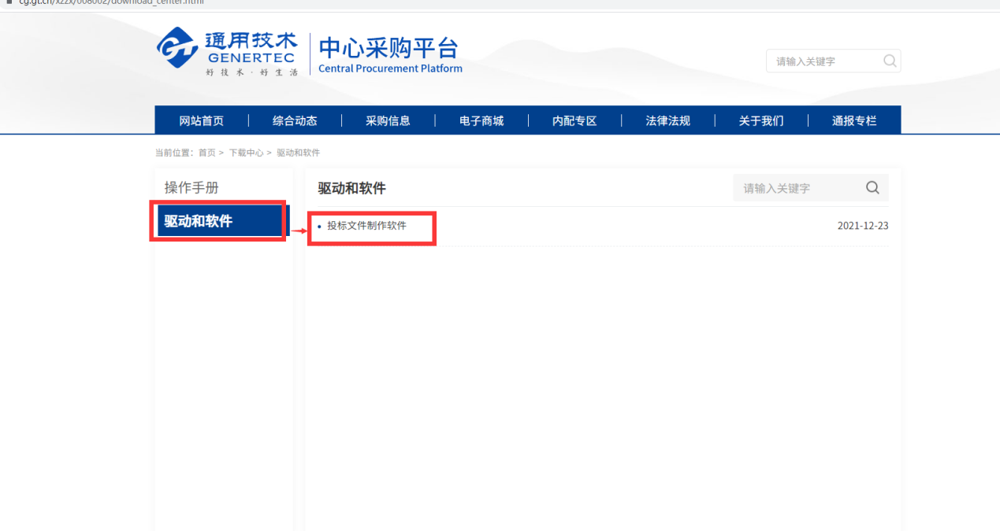 cg.gt.cn/xzzx/008002/download_center.html
通用技术
GENERTEC
好技术·好生活
中心采购平台
Central Procurement Platform
请输入关键字
网站首页 综合动态 采购信息 电子商城 内配专区 法律法规 关于我们 通报专栏
当前位置：首页 > 下载中心 > 驱动和软件
操作手册
驱动和软件
驱动和软件
请输入关键字
投标文件制作软件 2021-12-23